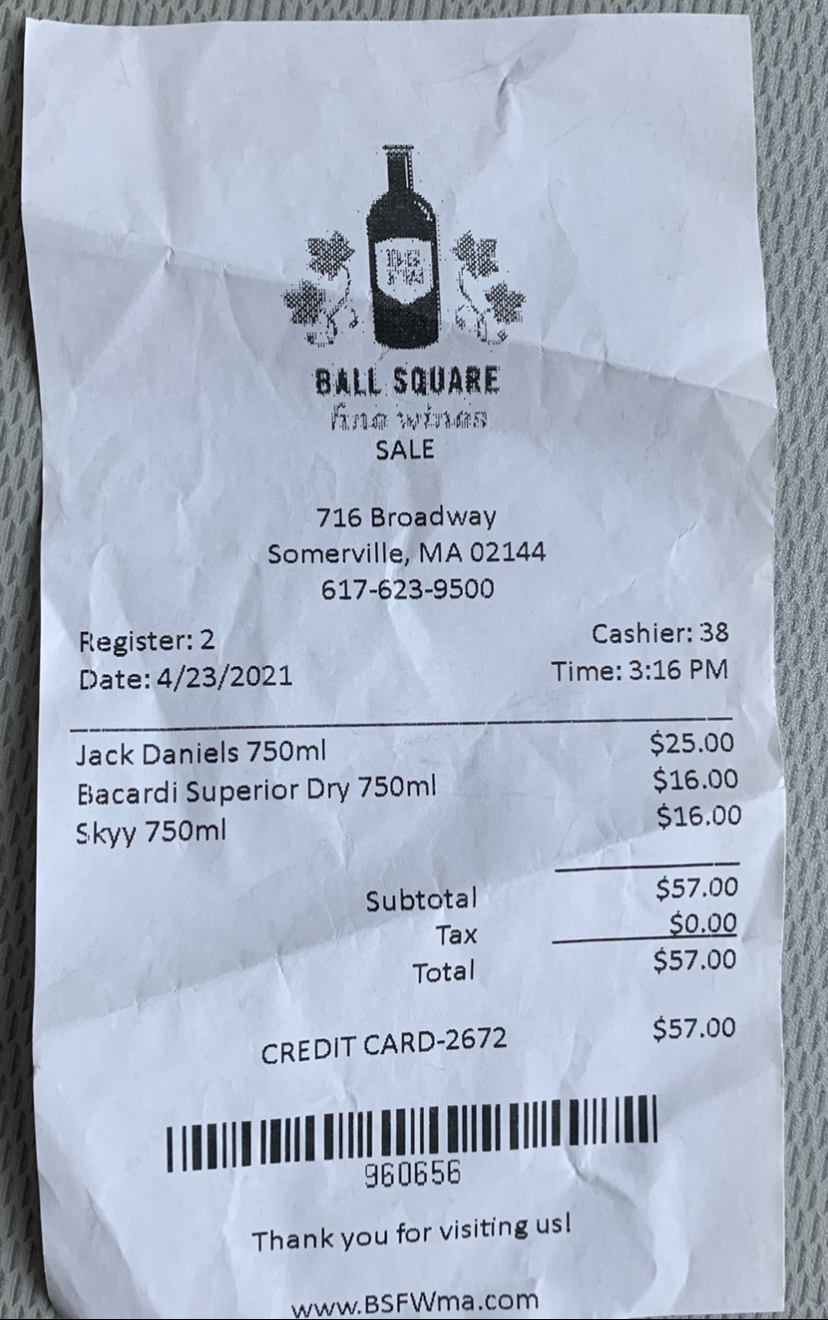 BALL SQUARE
fine wines
SALE
716 Broadway
Somerville, MA 02144
617-623-9500
Register: 2 Cashier: 38
Date: 4/23/2021 Time: 3:16 PM
Jack Daniels 750ml $25.00
Bacardi Superior Dry 750ml $16.00
Skyy 750ml $16.00
Subtotal $57.00
Tax $0.00
Total $57.00
CREDIT CARD-2672 $57.00
960656
Thank you for visiting us!
www.BSFWma.com